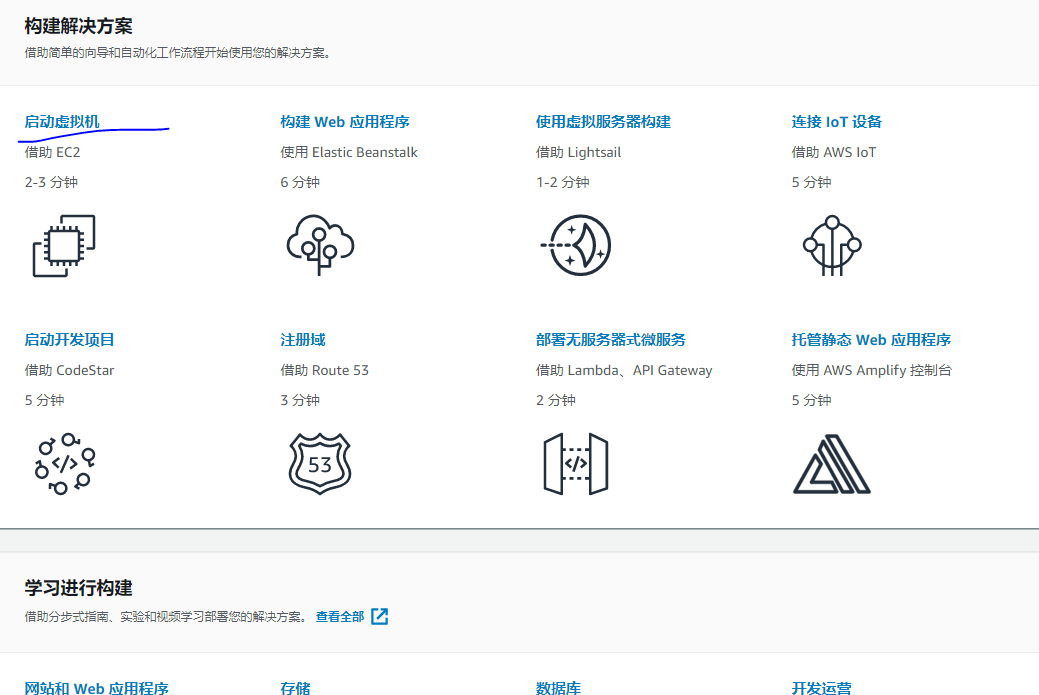 构建解决方案
借助简单的向导和自动化工作流程开始使用您的解决方案。
启动虚拟机
借助 EC2
2-3 分钟
构建 Web 应用程序
使用 Elastic Beanstalk
6 分钟
使用虚拟服务器构建
借助 Lightsail
1-2 分钟
连接 IoT 设备
借助 AWS IoT
5 分钟
启动开发项目
借助 CodeStar
5 分钟
注册域
借助 Route 53
3 分钟
53
部署无服务器式微服务
借助 Lambda、API Gateway
2 分钟
托管静态 Web 应用程序
使用 AWS Amplify 控制台
5 分钟
学习进行构建
借助分步式指南、实验和视频学习部署您的解决方案。 查看全部
网站和 Web 应用程序
存储
数据库
开发运营